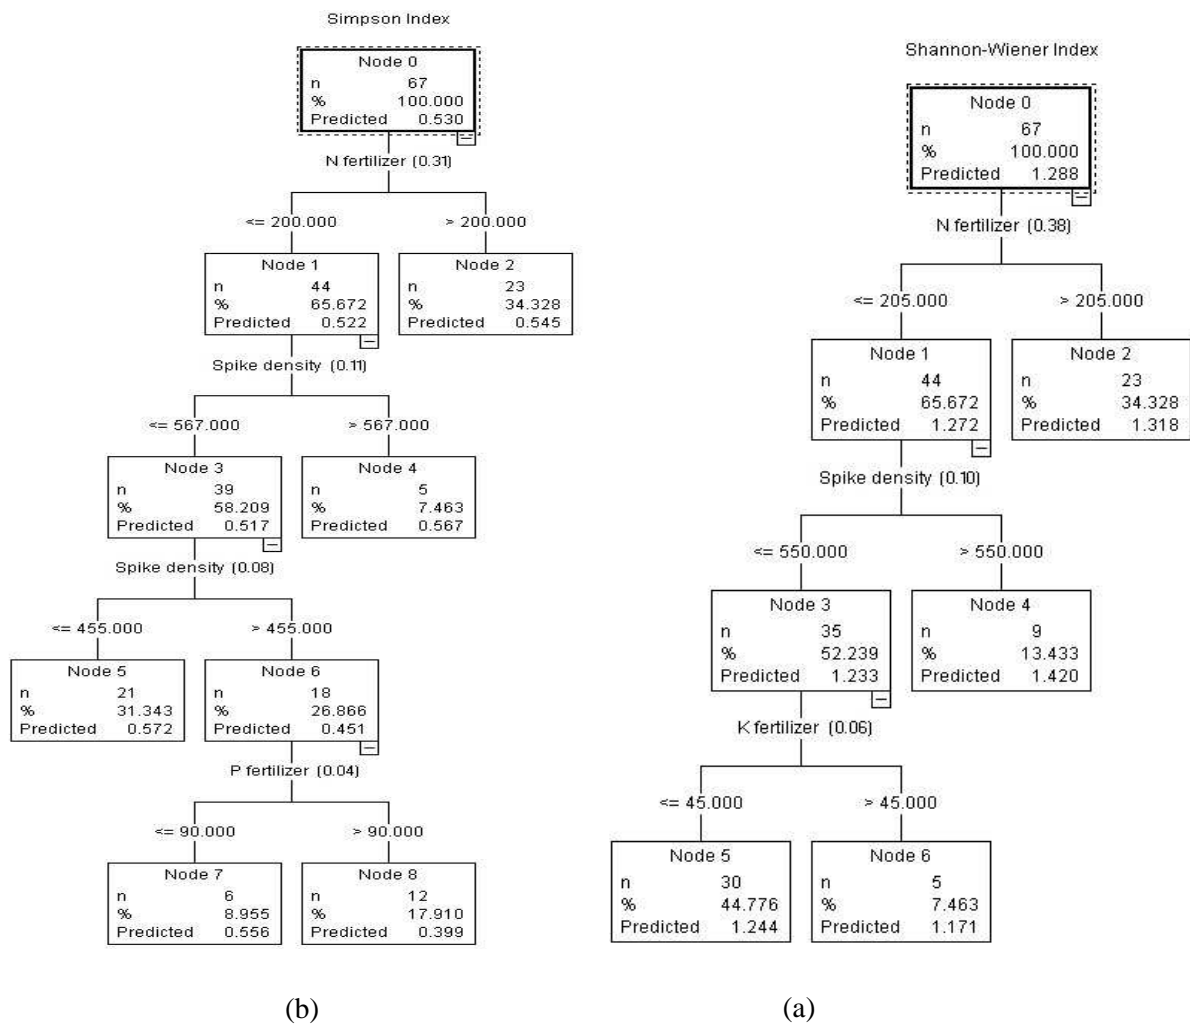 Simpson Index
Node 0
n 67
% 100.000
Predicted 0.530
N fertilizer (0.31)
<= 200.000 > 200.000
Node 1
n 44
% 65.672
Predicted 0.522
Node 2
n 23
% 34.328
Predicted 0.545
Spike density (0.11)
<= 567.000 > 567.000
Node 3
n 39
% 58.209
Predicted 0.517
Node 4
n 5
% 7.463
Predicted 0.567
Spike density (0.08)
<= 455.000 > 455.000
Node 5
n 21
% 31.343
Predicted 0.572
Node 6
n 18
% 26.866
Predicted 0.451
P fertilizer (0.04)
<= 90.000 > 90.000
Node 7
n 6
% 8.955
Predicted 0.556
Node 8
n 12
% 17.910
Predicted 0.399
(b)
Shannon-Wiener Index
Node 0
n 67
% 100.000
Predicted 1.288
N fertilizer (0.38)
<= 205.000 > 205.000
Node 1
n 44
% 65.672
Predicted 1.272
Node 2
n 23
% 34.328
Predicted 1.318
Spike density (0.10)
<= 550.000 > 550.000
Node 3
n 35
% 52.239
Predicted 1.233
Node 4
n 9
% 13.433
Predicted 1.420
K fertilizer (0.06)
<= 45.000 > 45.000
Node 5
n 30
% 44.776
Predicted 1.244
Node 6
n 5
% 7.463
Predicted 1.171
(a)